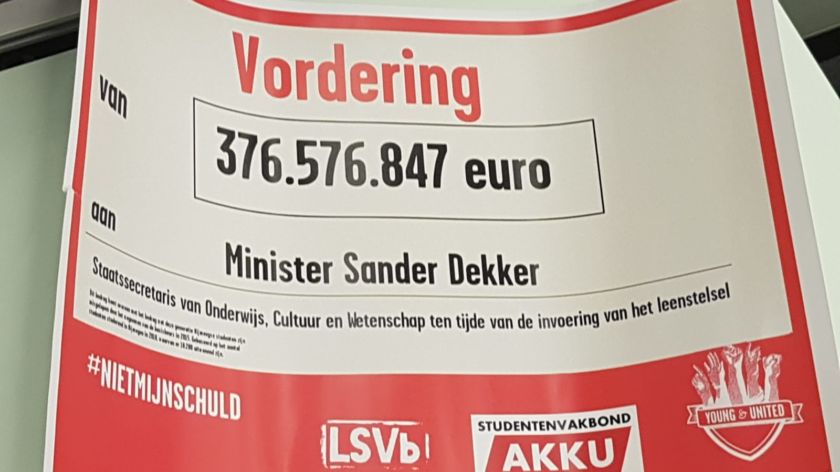 Vordering
van
376.576.847 euro
aan
Minister Sander Dekker
Staatssecretaris van Onderwijs, Cultuur en Wetenschap ten tijde van de invoering van het leenstelsel
#NIETMIJNSCHULD
LSVb
STUDENTENVAKBOND
AKKU
YOUNG & UNITED